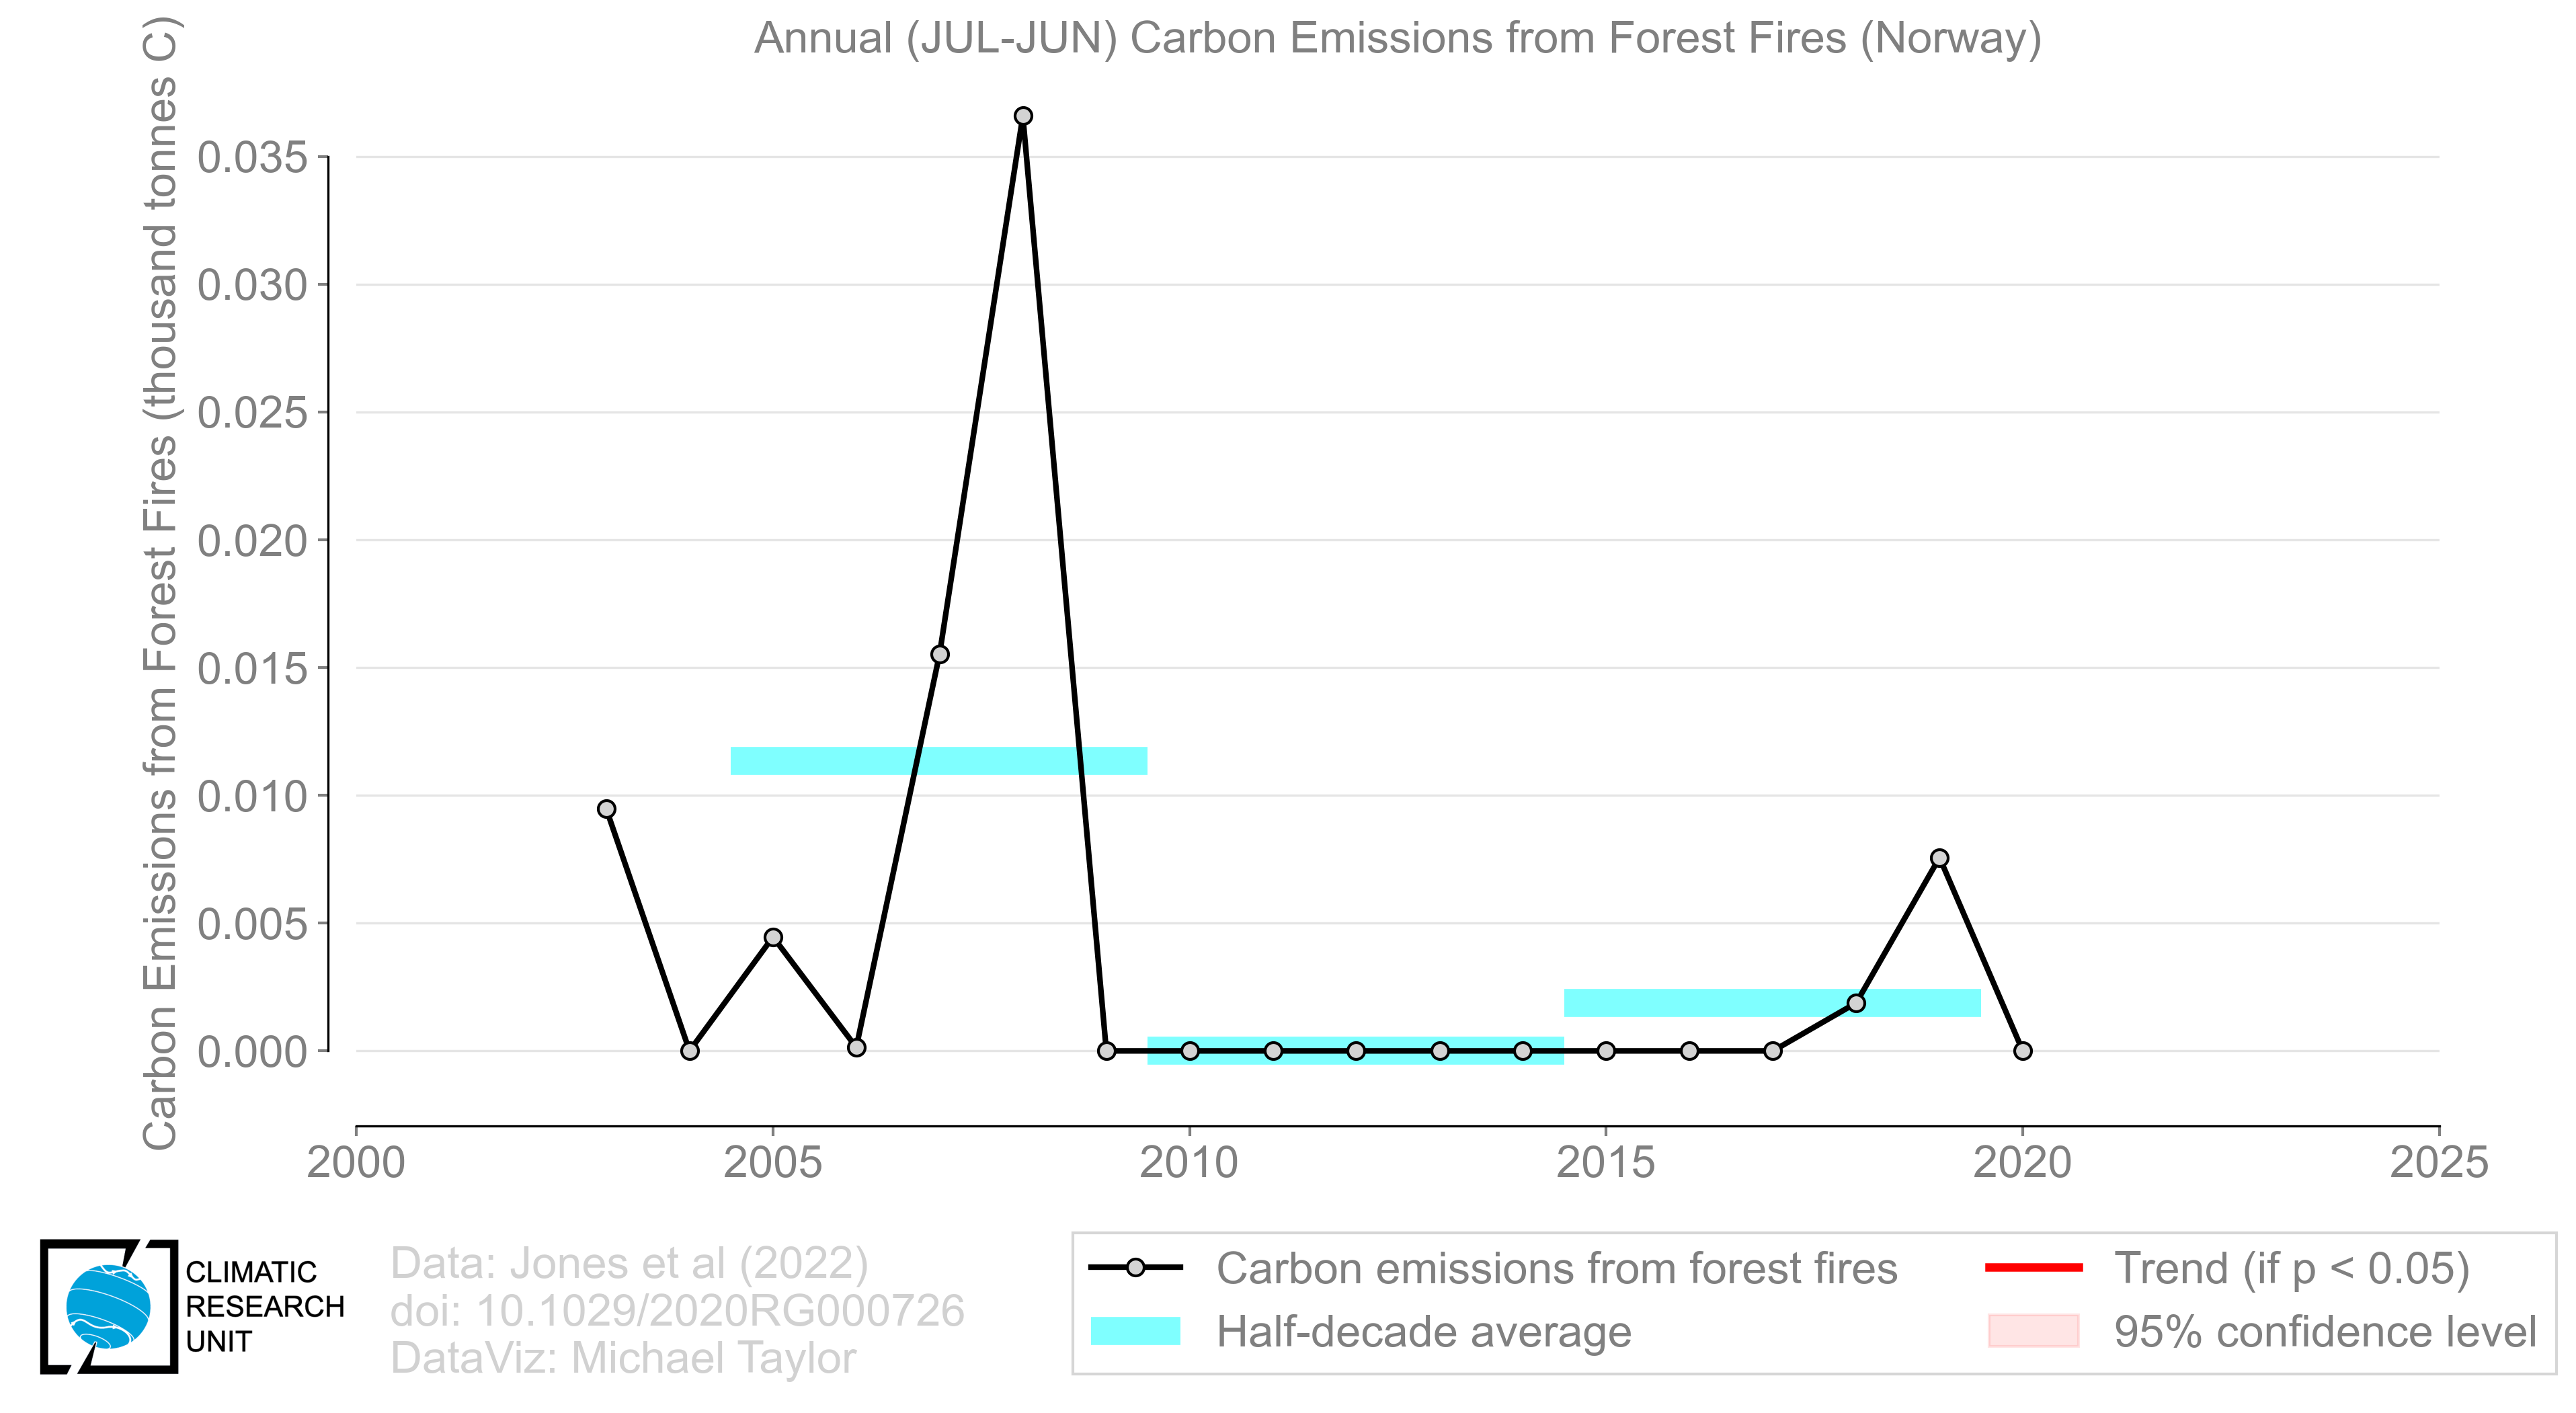 Annual (JUL-JUN) Carbon Emissions from Forest Fires (Norway)
Carbon Emissions from Forest Fires (thousand tonnes C)
0.035
0.030
0.025
0.020
0.015
0.010
0.005
0.000
2000 2005 2010 2015 2020 2025
CLIMATIC
RESEARCH
UNIT
Data: Jones et al (2022)
doi: 10.1029/2020RG000726
DataViz: Michael Taylor
Carbon emissions from forest fires
Half-decade average
Trend (if p < 0.05)
95% confidence level